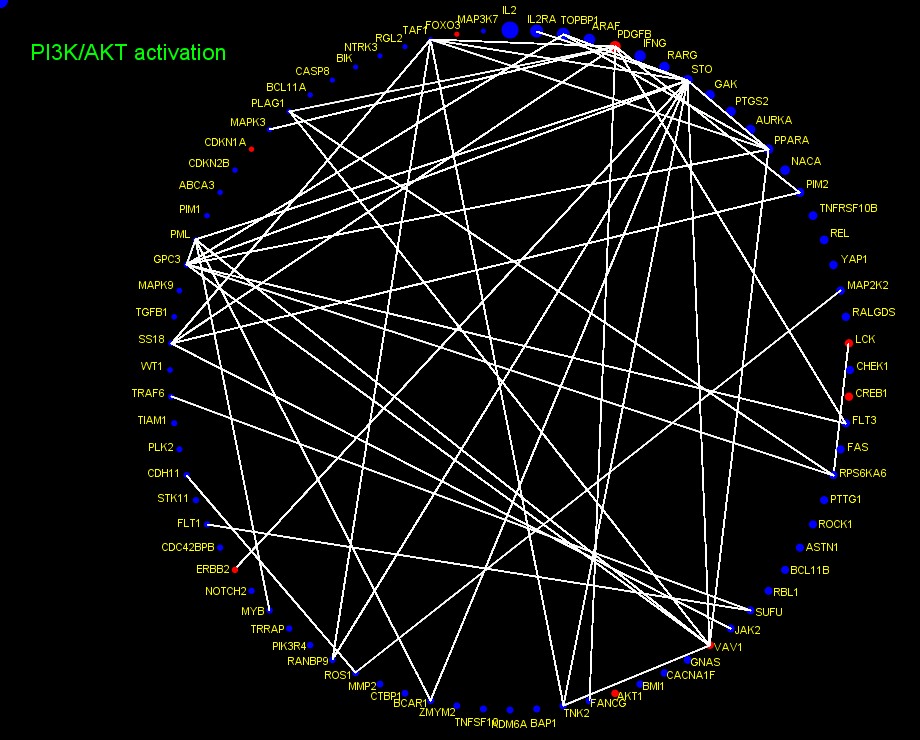 PI3K/AKT activation
IL2
IL2RA
TOPBP1
ARAF
PDGFB
IFNG
RARG
STO
GAK
PTGS2
AURKA
PPARA
NACA
PIM2
TNFRSF10B
REL
YAP1
MAP2K2
RALGDS
LCK
CHEK1
CREB1
FLT3
FAS
RPS6KA6
PTTG1
ROCK1
ASTN1
BCL11B
RBL1
SUFU
JAK2
VAV1
GNAS
CACNA1F
BMI1
AKT1
FANCG
TNK2
BAP1
KDM6A
TNFSF10
ZMYM2
BCAR1
CTBP1
MMP2
ROS1
RANBP9
PIK3R4
TRRAP
MYB
NOTCH2
ERBB2
CDC42BPB
FLT1
STK11
CDH11
PLK2
TIAM1
TRAF6
WT1
SS18
TGFB1
MAPK9
GPC3
PML
PIM1
ABCA3
CDKN2B
CDKN1A
MAPK3
PLAG1
BCL11A
CASP8
BIK
NTRK3
RGL2
TAF1
FOXO3
MAP3K7